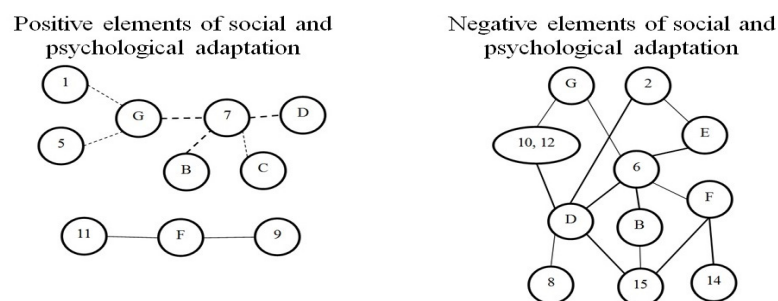 Positive elements of social and
psychological adaptation
1
G
7
D
5
B
C
11
F
9
Negative elements of social and
psychological adaptation
G
2
10, 12
E
6
F
D
B
8
15
14